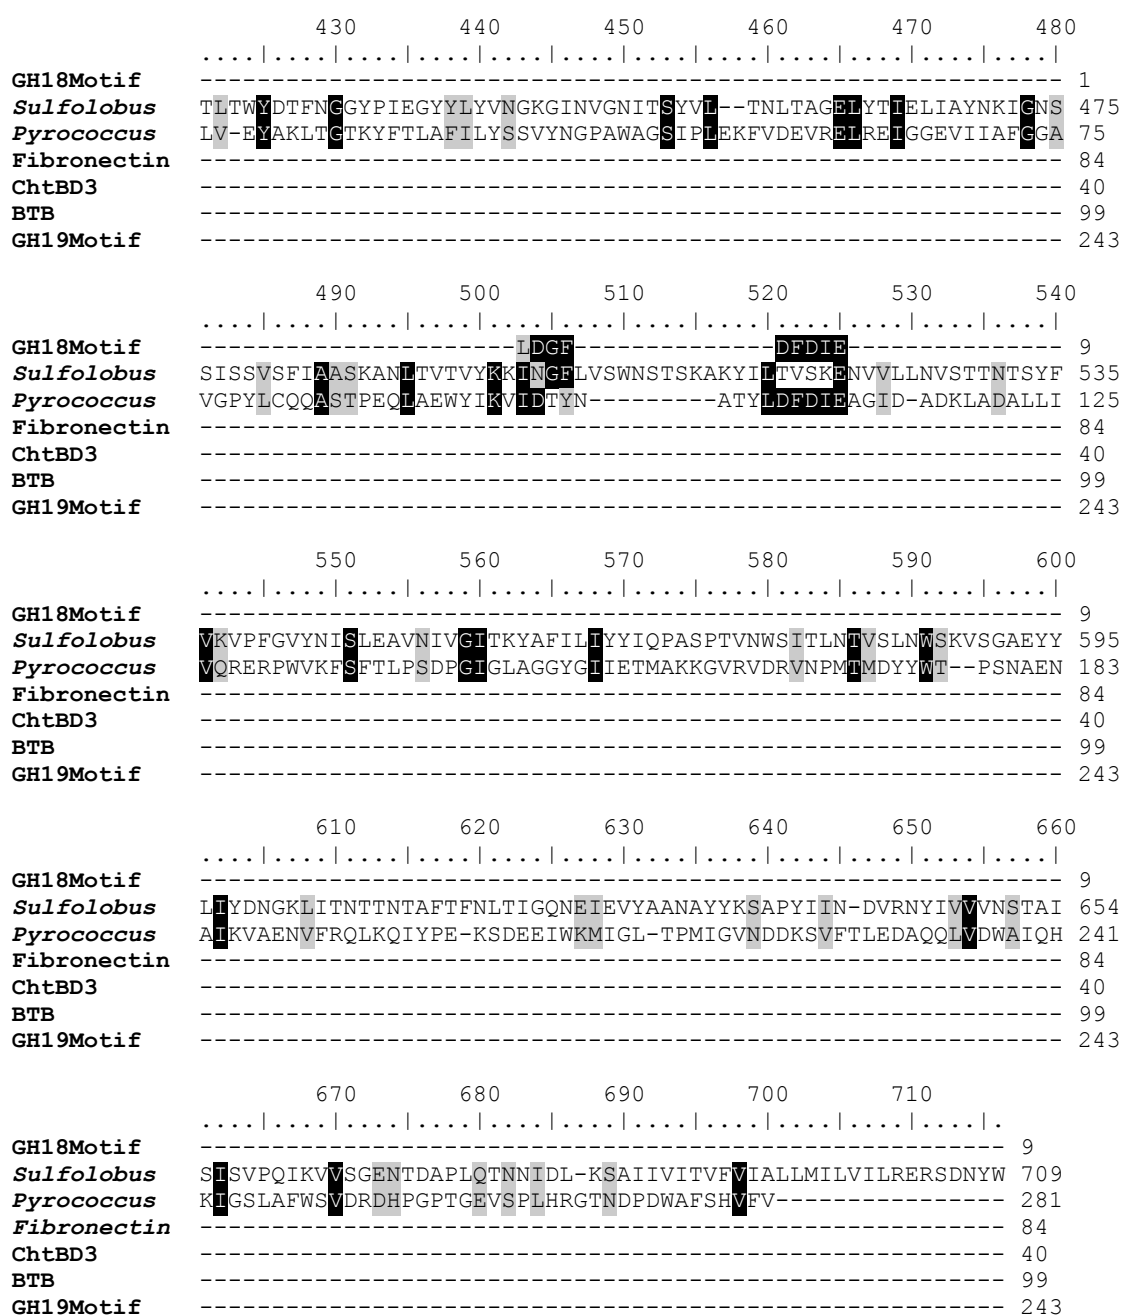 430 440 450 460 470 480
....|....|....|....|....|....|....|....|....|....|....|....|
GH18Motif ------------------------------------------------------------ 1
Sulfolobus TLTWYDTFNGGYPIEGYYLYVNGKGINVGNITSYVL--TNLTAGELYTIELIAYNKIGNS 475
Pyrococcus LV-EYAKLTGTKYFTLAFILYSSVYNGPAWAGSIPLEKFVDEVRELREIGGEVIIAFGGA 75
Fibronectin ------------------------------------------------------------ 84
ChtBD3 ------------------------------------------------------------ 40
BTB ------------------------------------------------------------ 99
GH19Motif ------------------------------------------------------------ 243
490 500 510 520 530 540
....|....|....|....|....|....|....|....|....|....|....|....|
GH18Motif ----------------------LDGF--------------DFDIE----------------------------------- 9
Sulfolobus SISSVSFIAASKANLTVTVYKKINGFLVSWNSTSKAKYILTVSKENVVLLNVSTTNTSYF 535
Pyrococcus VGPYLCQQASTPEQLAEWYIKVIDTYN---------ATYLDFDIEAGID-ADKLADALLI 125
Fibronectin ------------------------------------------------------------ 84
ChtBD3 ------------------------------------------------------------ 40
BTB ------------------------------------------------------------ 99
GH19Motif ------------------------------------------------------------ 243
550 560 570 580 590 600
....|....|....|....|....|....|....|....|....|....|....|....|
GH18Motif ------------------------------------------------------------ 9
Sulfolobus VKVPFGVYNISLEAVNIVGITKYAFILIYYIQPASPTVNWSITLNTVSLNWSKVSGAEYY 595
Pyrococcus VQRERPWVKFSFTLPSDPGIGLAGGYGIIETMAKKGVRVDRVNPMTMDYYWT--PSNAEN 183
Fibronectin ------------------------------------------------------------ 84
ChtBD3 ------------------------------------------------------------ 40
BTB ------------------------------------------------------------ 99
GH19Motif ------------------------------------------------------------ 243
610 620 630 640 650 660
....|....|....|....|....|....|....|....|....|....|....|....|
GH18Motif ------------------------------------------------------------ 9
Sulfolobus LIYDNGKLITNTTNTAFTFNLTIGQNEIEVYAANAYYKSAPYIIN-DVRNYIVVVNSTAI 654
Pyrococcus AIKVAENVFRQLKQIYPE-KSDEEIWKMIGL-TPMIGVNDDKSVFTLEDAQQLVDWAIQH 241
Fibronectin ------------------------------------------------------------ 84
ChtBD3 ------------------------------------------------------------ 40
BTB ------------------------------------------------------------ 99
GH19Motif ------------------------------------------------------------ 243
670 680 690 700 710
....|....|....|....|....|....|....|....|....|....|....|.
GH18Motif -------------------------------------------------------- 9
Sulfolobus SISVPQIKVVSGENTDAPLQTNNIDL-KSAIIVITVFVIALLMILVILRERSDNYW 709
Pyrococcus KIGSLAFWSVDRDHPGPTGEVSPLHRGTNDPDWAFSHVFV---------------- 281
Fibronectin -------------------------------------------------------- 84
ChtBD3 -------------------------------------------------------- 40
BTB -------------------------------------------------------- 99
GH19Motif -------------------------------------------------------- 243